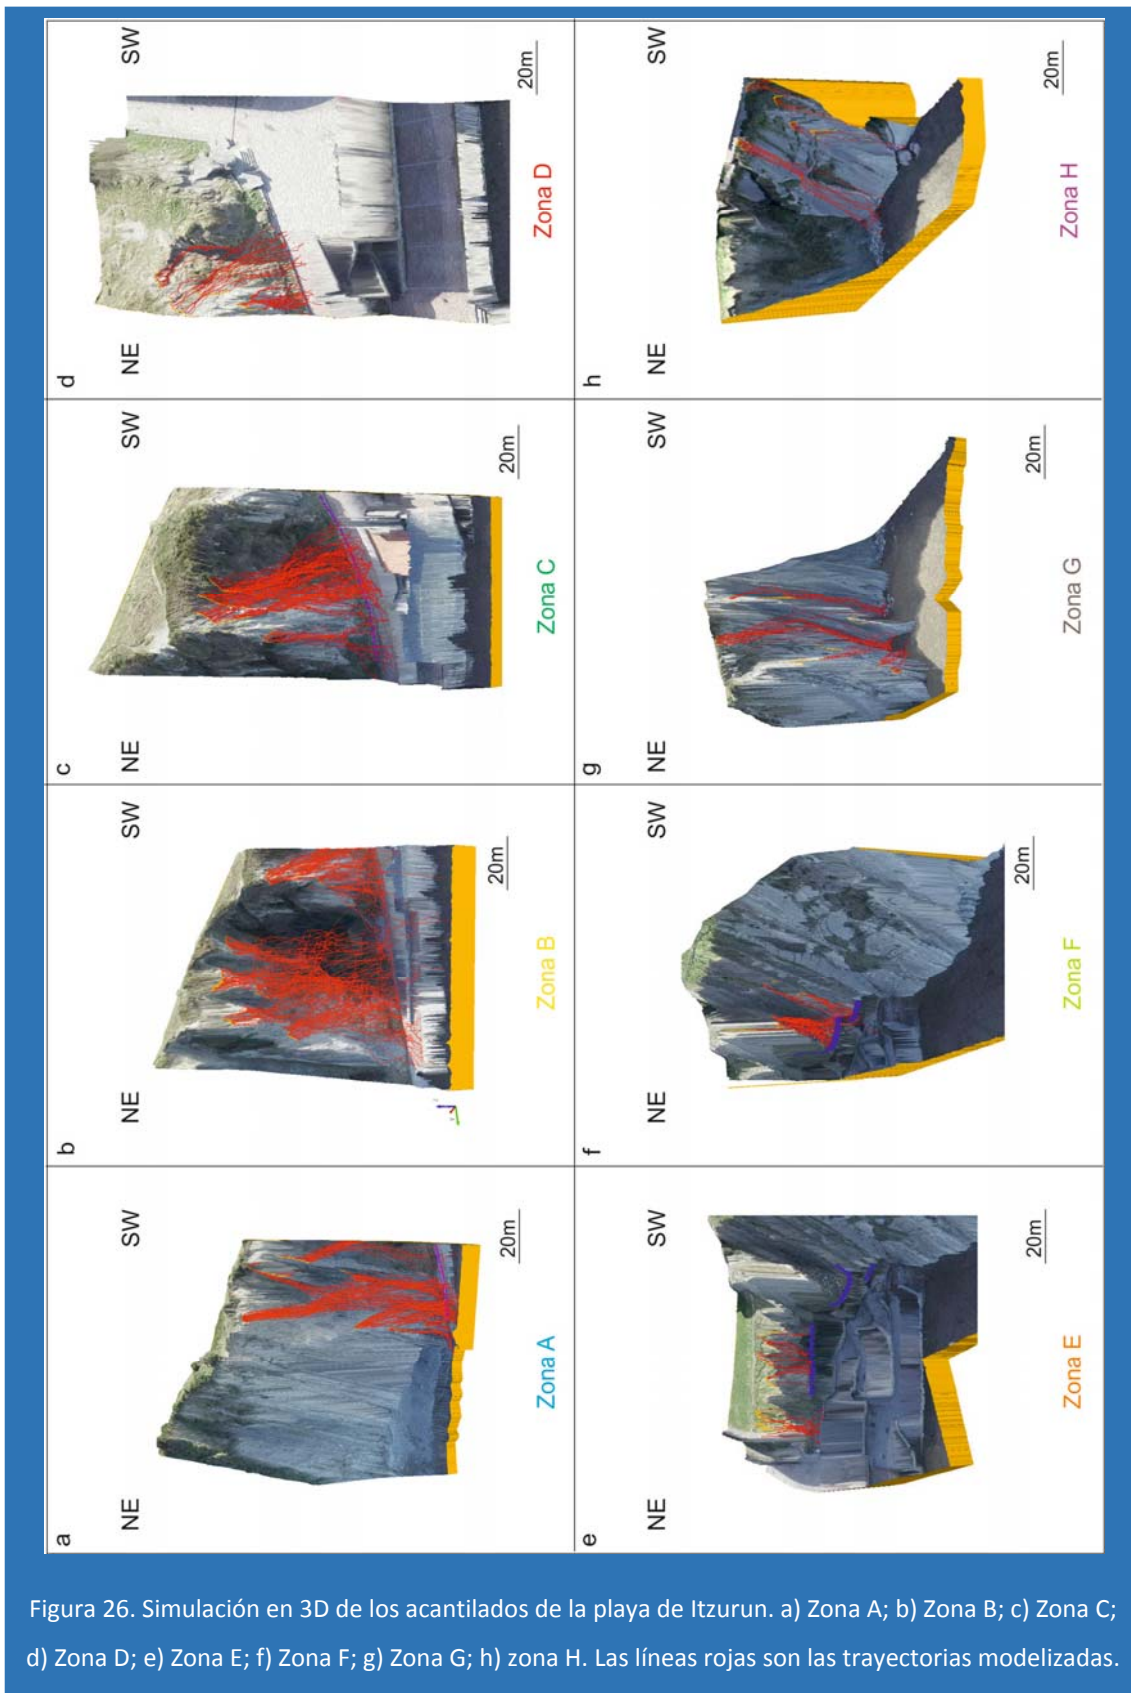 a
NE
SW
Zona A
20m
b
NE
SW
Zona B
20m
c
NE
SW
Zona C
20m
d
NE
SW
Zona D
20m
e
NE
SW
Zona E
20m
f
NE
SW
Zona F
20m
g
NE
SW
Zona G
20m
h
NE
SW
Zona H
20m
Figura 26. Simulación en 3D de los acantilados de la playa de Itzurun. a) Zona A; b) Zona B; c) Zona C;
d) Zona D; e) Zona E; f) Zona F; g) Zona G; h) zona H. Las líneas rojas son las trayectorias modelizadas.